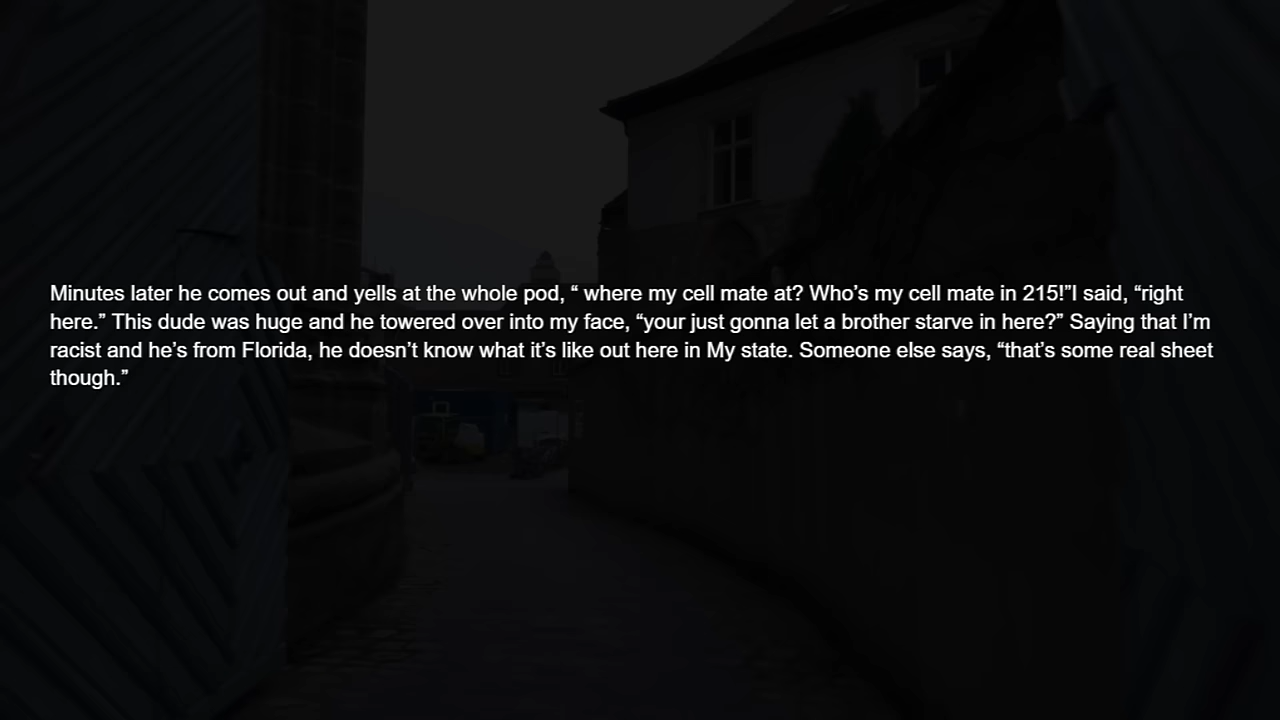 Minutes later he comes out and yells at the whole pod, “ where my cell mate at? Who’s my cell mate in 215!”I said, “right
here.” This dude was huge and he towered over into my face, “your just gonna let a brother starve in here?” Saying that I’m
racist and he’s from Florida, he doesn’t know what it’s like out here in My state. Someone else says, “that’s some real sheet
though.”